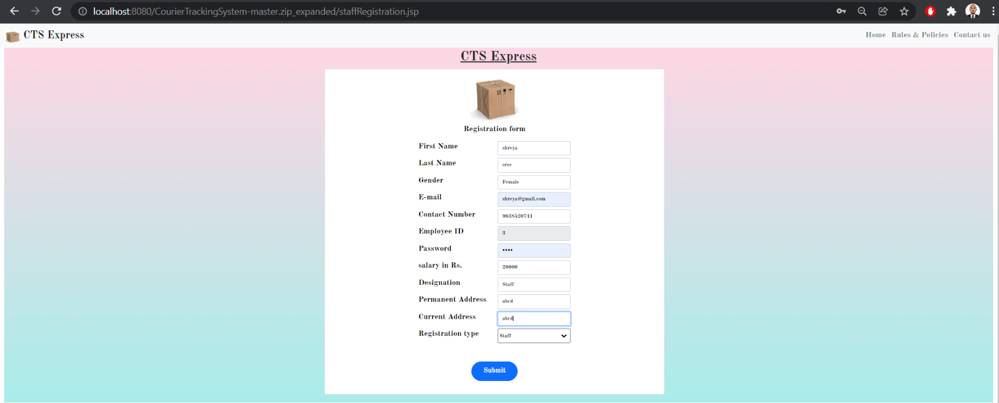 localhost:8080/CourierTrackingSystem-master.zip_expanded/staffRegistration.jsp
CTS Express Home Rules & Policies Contact us
CTS Express
Registration form
First Name shreya
Last Name sree
Gender Female
E-mail shreya@gmail.com
Contact Number 9638520741
Employee ID 3
Password ••••
salary in Rs. 20000
Designation Staff
Permanent Address abcd
Current Address abcd
Registration type Staff
Submit